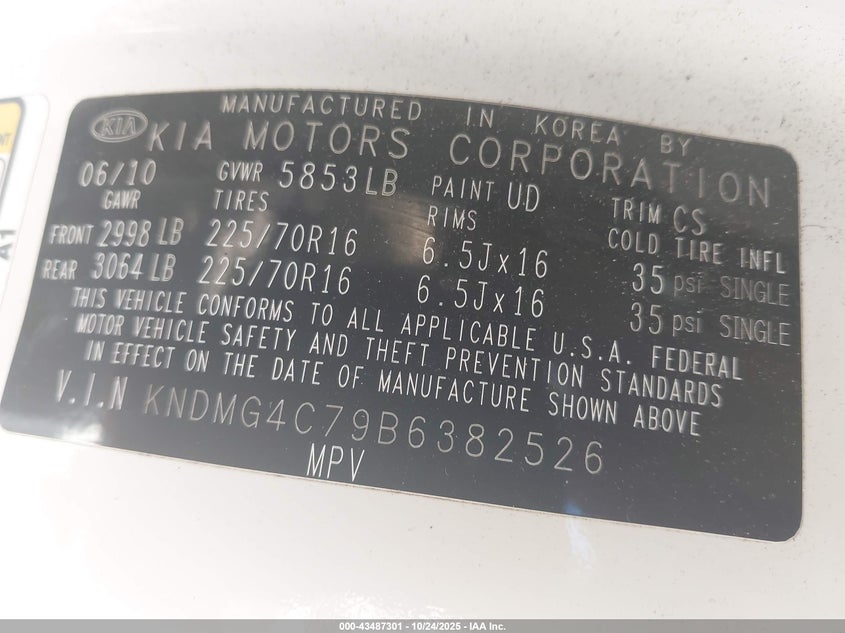 MANUFACTURED IN KOREA BY
KIA KIA MOTORS CORPORATION
06/10 GVWR 5853LB PAINT UD TRIM CS
GAWR TIRES RIMS COLD TIRE INFL
FRONT 2998 LB 225/70R16 6.5Jx16 35 psi SINGLE
REAR 3064 LB 225/70R16 6.5Jx16 35 psi SINGLE
THIS VEHICLE CONFORMS TO ALL APPLICABLE U.S.A. FEDERAL
MOTOR VEHICLE SAFETY AND THEFT PREVENTION STANDARDS
IN EFFECT ON THE DATE OF MANUFACTURE SHOWN ABOVE
V.I.N KNDMG4C79B6382526
MPV
A1
000-43487301 - 10/24/2025 - IAA Inc.